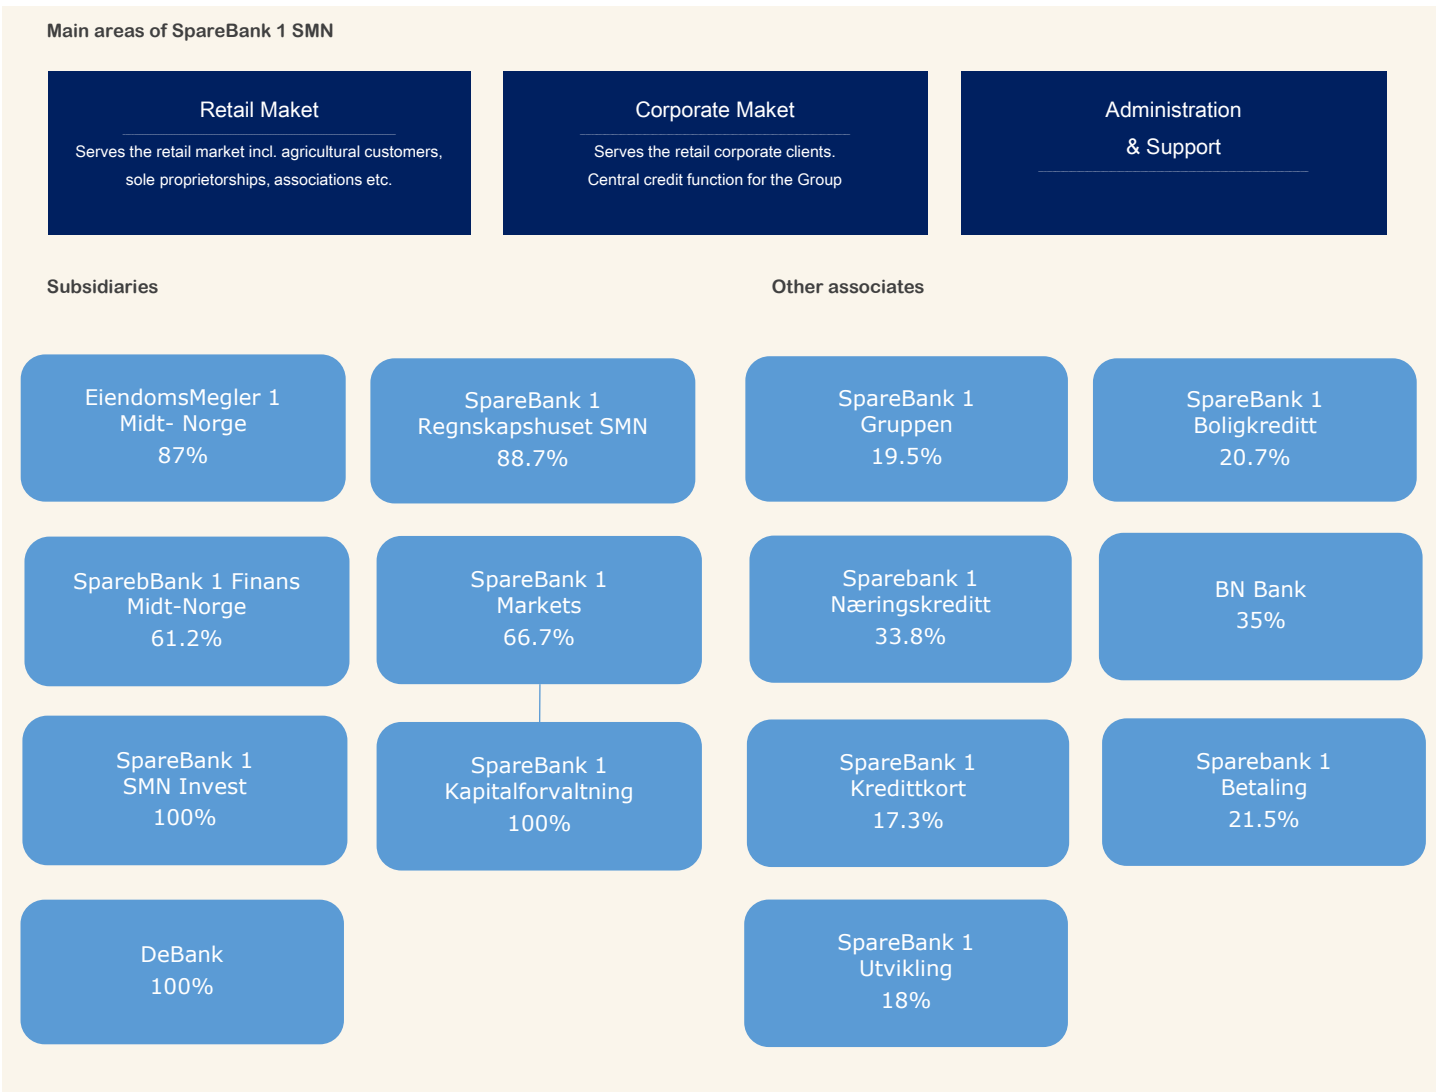 Main areas of SpareBank 1 SMN
Retail Maket
Serves the retail market incl. agricultural customers,
sole proprietorships, associations etc.
Corporate Maket
Serves the retail corporate clients.
Central credit function for the Group
Administration
& Support
Subsidiaries
EiendomsMegler 1
Midt- Norge
87%
SpareBank 1
Regnskapshuset SMN
88.7%
SparebBank 1 Finans
Midt-Norge
61.2%
SpareBank 1
Markets
66.7%
SpareBank 1
SMN Invest
100%
SpareBank 1
Kapitalforvaltning
100%
DeBank
100%
Other associates
SpareBank 1
Gruppen
19.5%
SpareBank 1
Boligkreditt
20.7%
Sparebank 1
Næringskreditt
33.8%
BN Bank
35%
SpareBank 1
Kredittkort
17.3%
Sparebank 1
Betaling
21.5%
SpareBank 1
Utvikling
18%